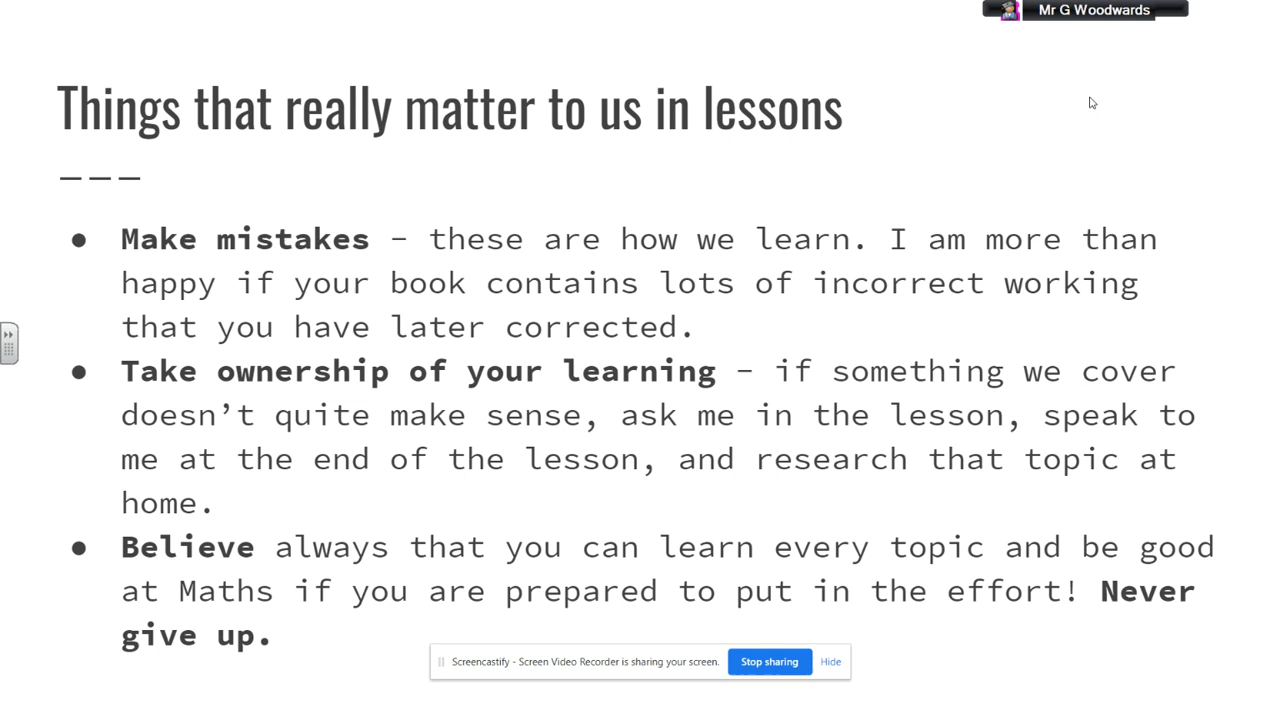 Mr G Woodwards
Things that really matter to us in lessons
● Make mistakes – these are how we learn. I am more than
happy if your book contains lots of incorrect working
that you have later corrected.
● Take ownership of your learning – if something we cover
doesn’t quite make sense, ask me in the lesson, speak to
me at the end of the lesson, and research that topic at
home.
● Believe always that you can learn every topic and be good
at Maths if you are prepared to put in the effort! Never
give up.
Screencastify - Screen Video Recorder is sharing your screen. Stop sharing Hide